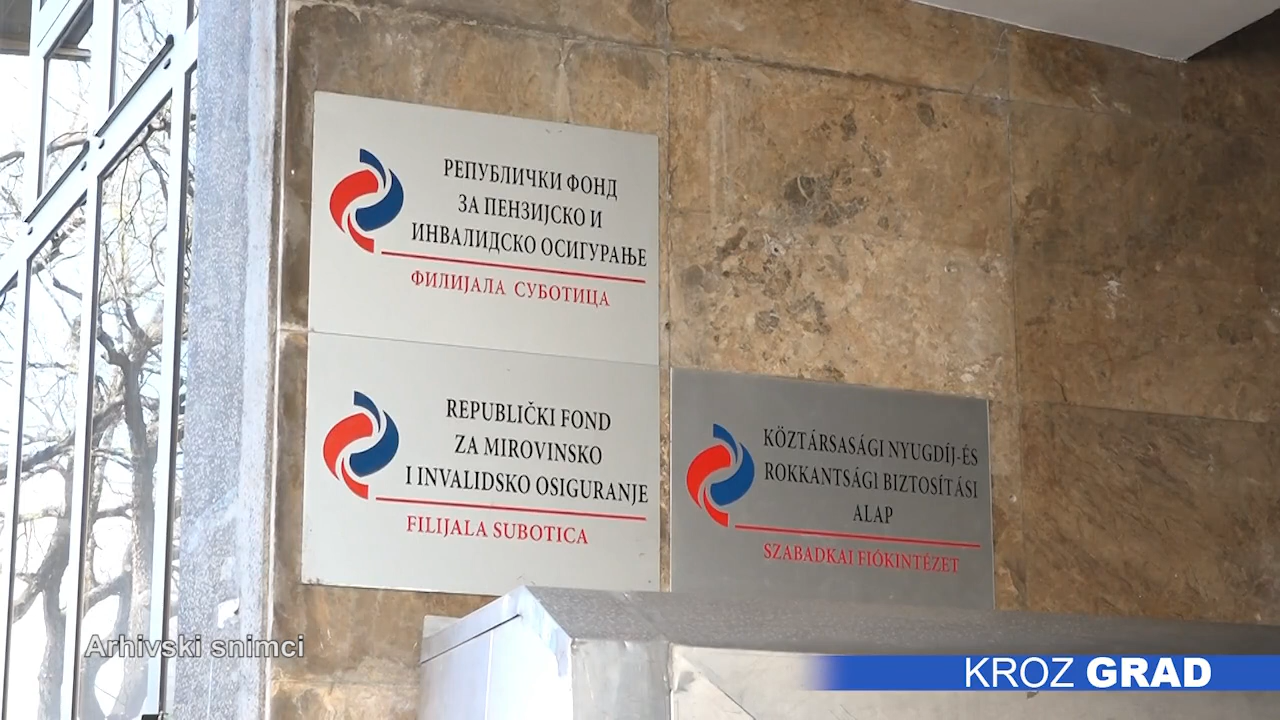 РЕПУБЛИЧКИ ФОНД
ЗА ПЕНЗИЈСКО И
ИНВАЛИДСКО ОСИГУРАЊЕ
ФИЛИЈАЛА СУБОТИЦА
REPUBLIČKI FOND
ZA MIROVINSKO
I INVALIDSKO OSIGURANJE
FILIJALA SUBOTICA
KÖZTÁRSASÁGI NYUGDÍJ-ÉS
ROKKANTSÁGI BIZTOSÍTÁSI
ALAP
SZABADKAI FIÓKINTÉZET
Arhivski snimci
KROZ GRAD